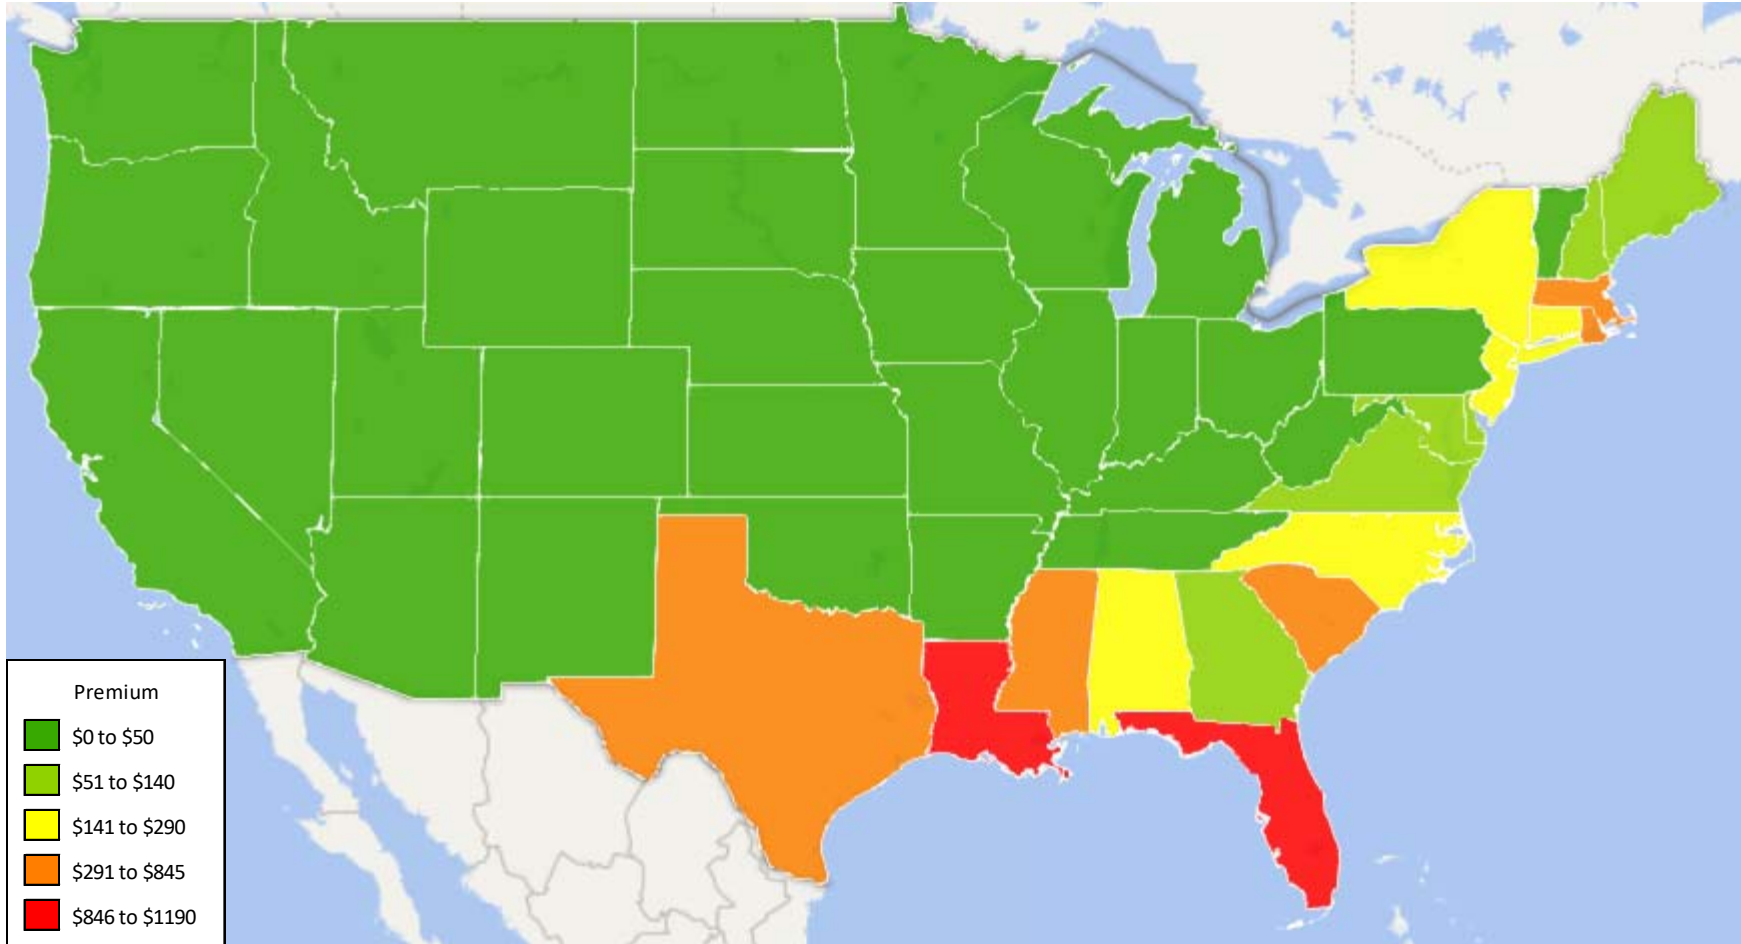 Premium
$0 to $50
$51 to $140
$141 to $290
$291 to $845
$846 to $1190